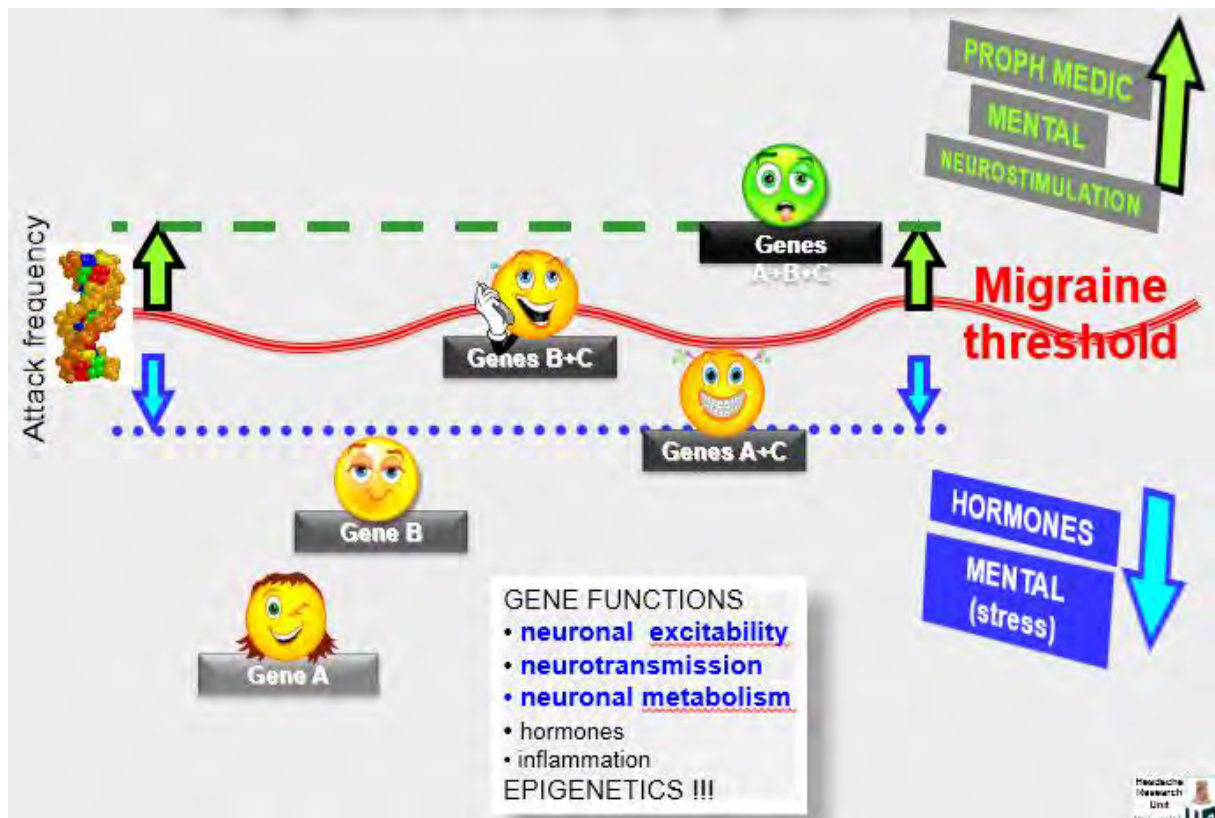 PROPH MEDIC
MENTAL
NEUROSTIMULATION
Attack frequency
Genes
A+B+C
Migraine
threshold
Genes B+C
Genes A+C
Gene B
Gene A
HORMONES
MENTAL
(stress)
GENE FUNCTIONS
• neuronal excitability
• neurotransmission
• neuronal metabolism
• hormones
• inflammation
EPIGENETICS !!!
Headache
Research
Unit